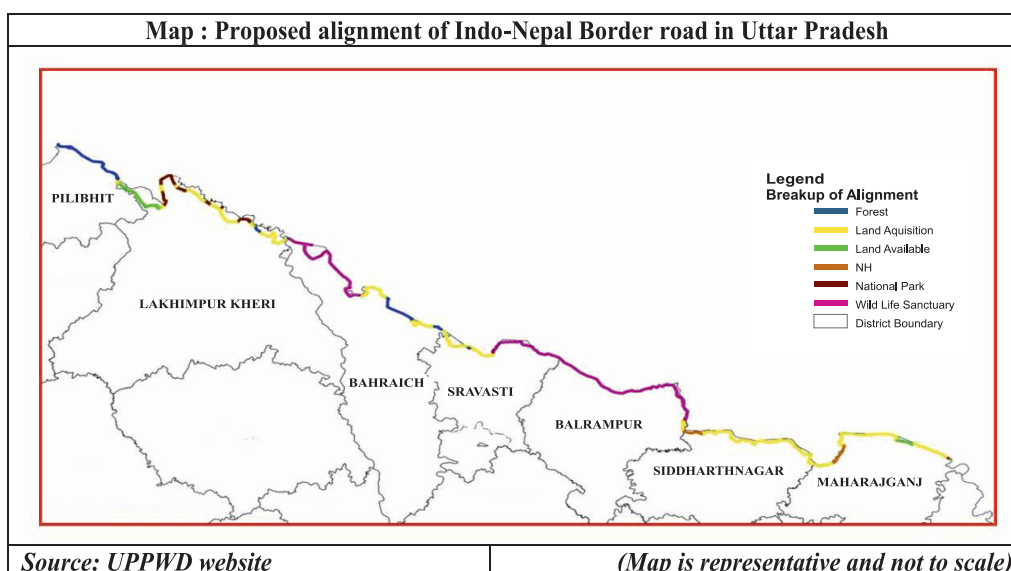 Map : Proposed alignment of Indo-Nepal Border road in Uttar Pradesh
PILIBHIT
LAKHIMPUR KHERI
BAHRAICH
SRAVASTI
BALRAMPUR
SIDDHARTHNAGAR
MAHARAJGANJ
Legend
Breakup of Alignment
Forest
Land Aquisition
Land Available
NH
National Park
Wild Life Sanctuary
District Boundary
Source: UPPWD website
(Map is representative and not to scale)